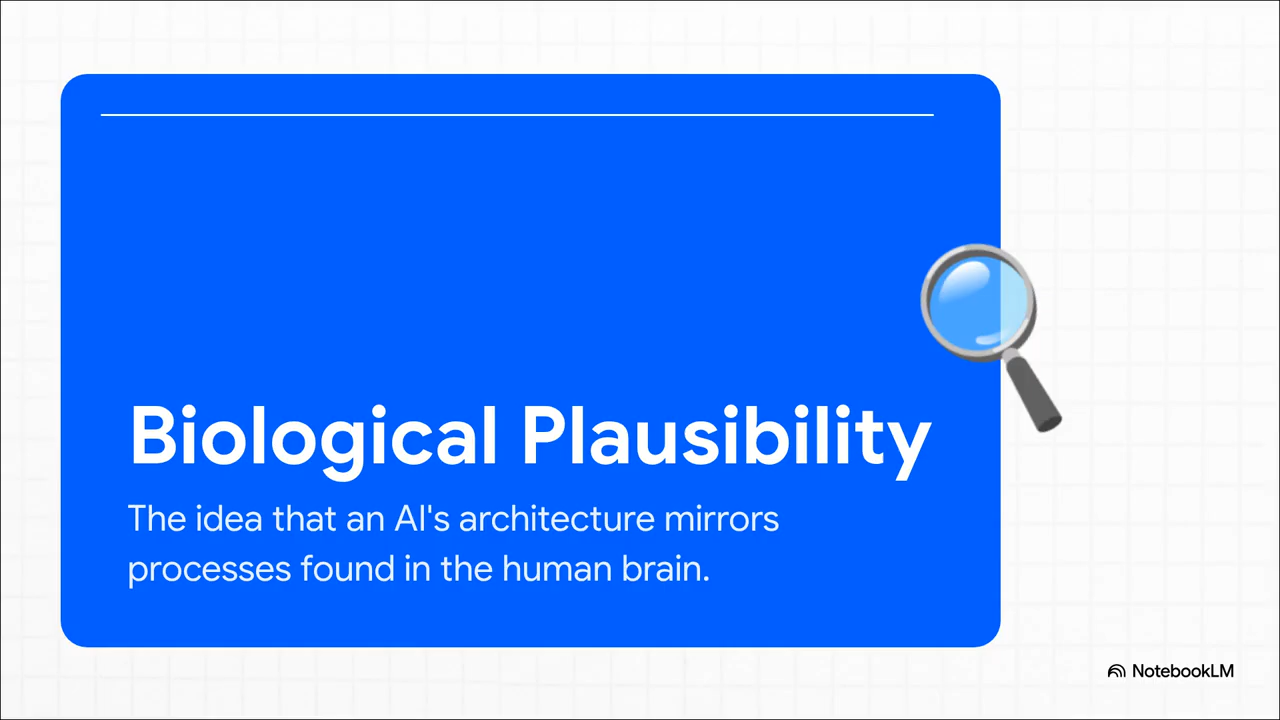 Biological Plausibility
The idea that an AI's architecture mirrors
processes found in the human brain.
NotebookLM